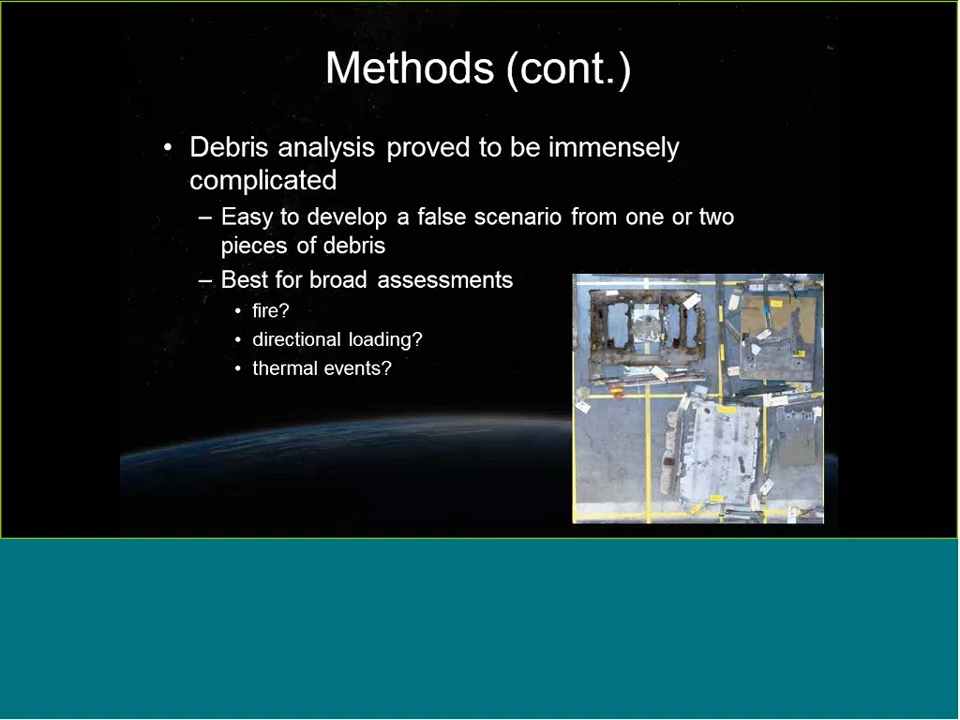 Methods (cont.)
• Debris analysis proved to be immensely
complicated
– Easy to develop a false scenario from one or two
pieces of debris
– Best for broad assessments
• fire?
• directional loading?
• thermal events?